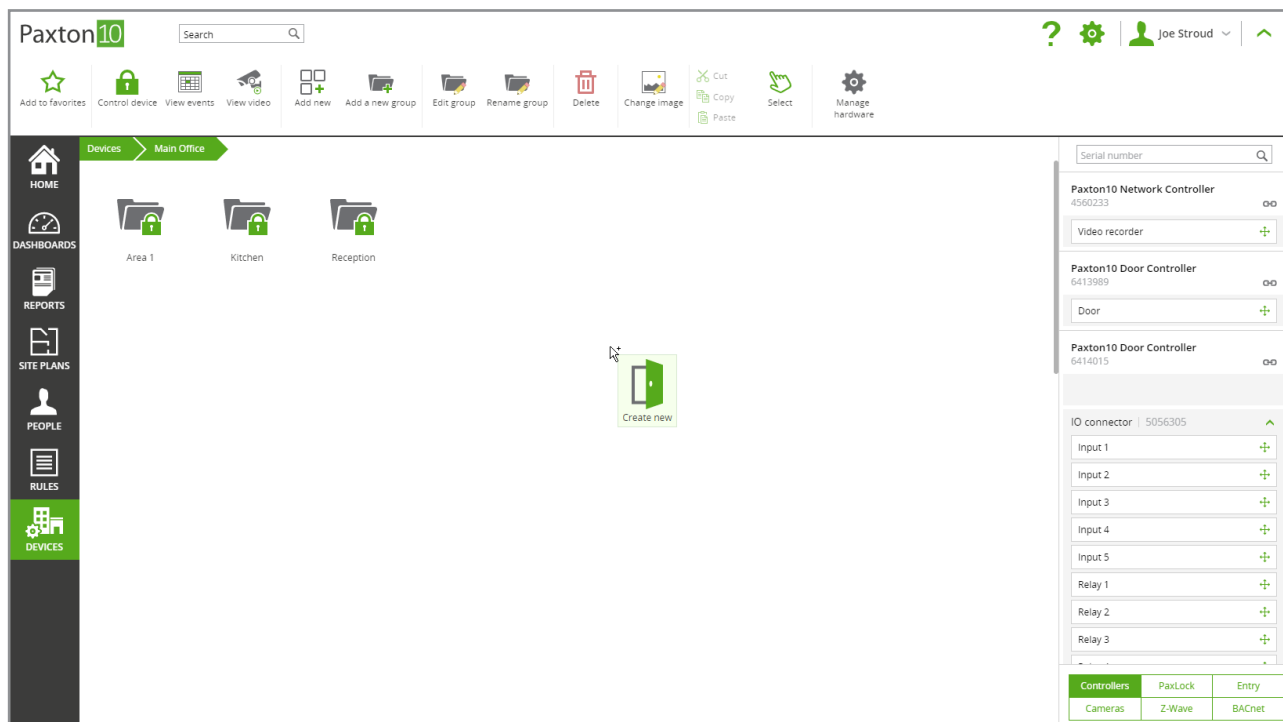 Paxton10
Search
Joe Stroud
Add to favorites
Control device
View events
View video
Add new
Add a new group
Edit group
Rename group
Delete
Change image
Cut
Copy
Paste
Select
Manage
hardware
HOME
DASHBOARDS
REPORTS
SITE PLANS
PEOPLE
RULES
DEVICES
Devices
Main Office
Area 1
Kitchen
Reception
Create new
Serial number
Paxton10 Network Controller
4560233
Video recorder
Paxton10 Door Controller
6413989
Door
Paxton10 Door Controller
6414015
IO connector
5056305
Input 1
Input 2
Input 3
Input 4
Input 5
Relay 1
Relay 2
Relay 3
Controllers
PaxLock
Entry
Cameras
Z-Wave
BACnet